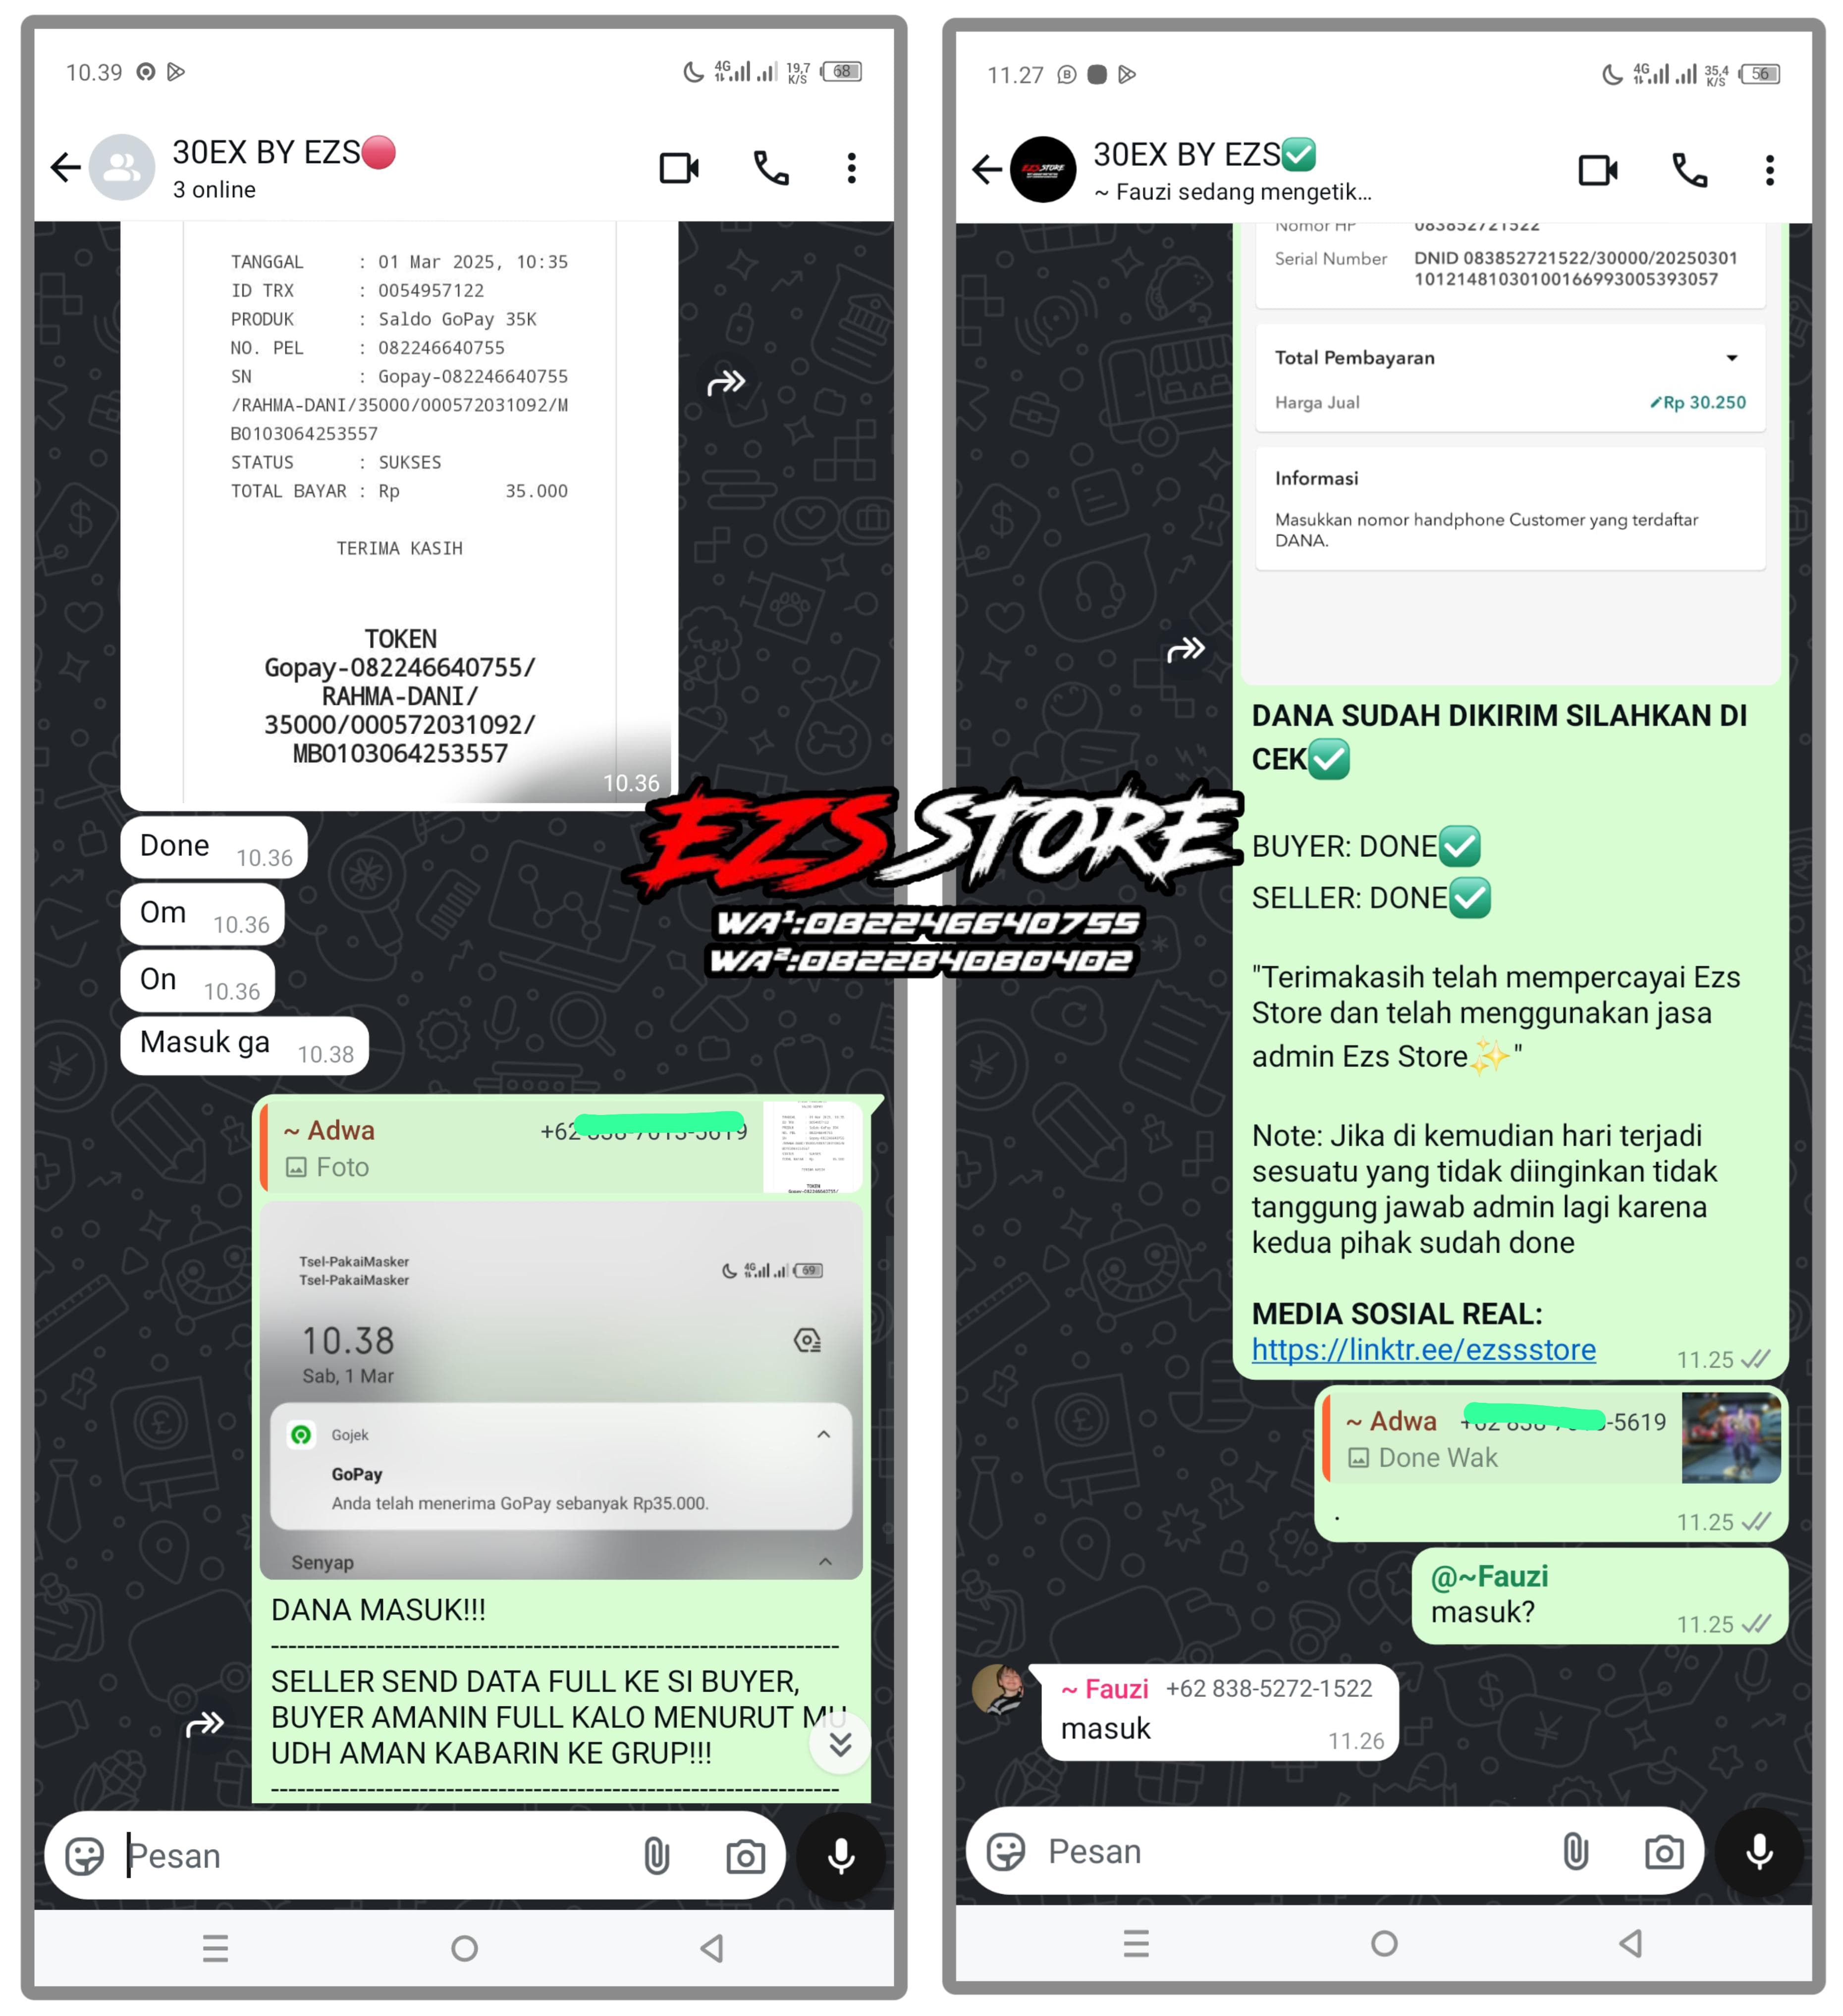 10.39
4G
19,7
K/S
68
30EX BY EZS
3 online
TANGGAL : 01 Mar 2025, 10:35
ID TRX : 0054957122
PRODUK : Saldo GoPay 35K
NO. PEL : 082246640755
SN : Gopay-082246640755
/RAHMA-DANI/35000/000572031092/M
B0103064253557
STATUS : SUKSES
TOTAL BAYAR : Rp 35.000
TERIMA KASIH
TOKEN
Gopay-082246640755/
RAHMA-DANI/
35000/000572031092/
MB0103064253557
10.36
Done 10.36
Om 10.36
On 10.36
Masuk ga 10.38
~ Adwa
Foto
Tsel-PakaiMasker
Tsel-PakaiMasker
4G
69
10.38
Sab, 1 Mar
Gojek
GoPay
Anda telah menerima GoPay sebanyak Rp35.000.
Senyap
DANA MASUK!!!
----------------------------------------------------------------
SELLER SEND DATA FULL KE SI BUYER,
BUYER AMANIN FULL KALO MENURUT MU
UDH AMAN KABARIN KE GRUP!!!
----------------------------------------------------------------
Pesan
EZS STORE
WA¹:082246640755
WA²:082284080402
11.27
4G
35,4
K/S
56
30EX BY EZS✅
~ Fauzi sedang mengetik...
Nomor HP 083852721522
Serial Number DNID 083852721522/30000/20250301
10121481030100166993005393057
Total Pembayaran
Harga Jual Rp 30.250
Informasi
Masukkan nomor handphone Customer yang terdaftar
DANA.
DANA SUDAH DIKIRIM SILAHKAN DI
CEK✅
BUYER: DONE✅
SELLER: DONE✅
"Terimakasih telah mempercayai Ezs
Store dan telah menggunakan jasa
admin Ezs Store✨"
Note: Jika di kemudian hari terjadi
sesuatu yang tidak diinginkan tidak
tanggung jawab admin lagi karena
kedua pihak sudah done
MEDIA SOSIAL REAL:
https://linktr.ee/ezssstore
11.25
~ Adwa -5619
Done Wak
.
11.25
@~Fauzi
masuk?
11.25
~ Fauzi +62 838-5272-1522
masuk
11.26
Pesan